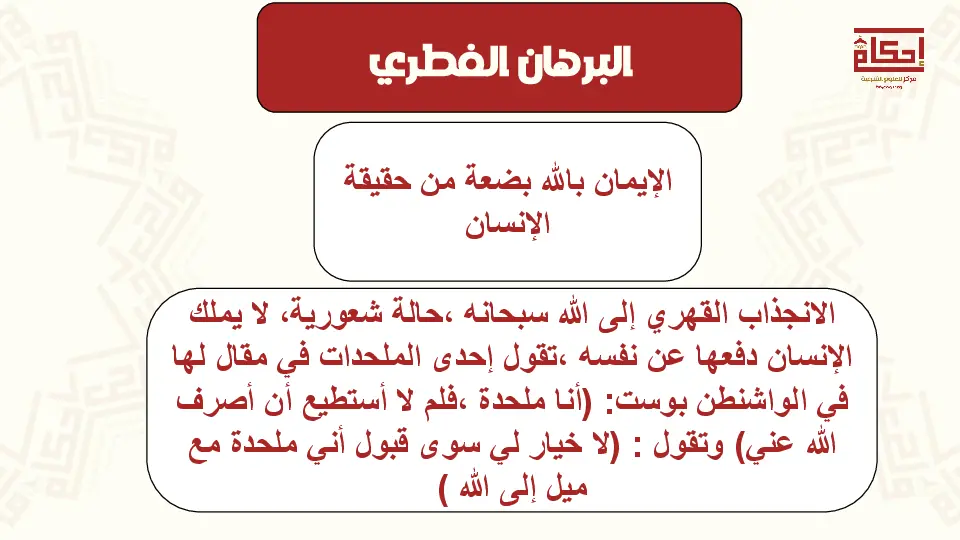 البرهان الفطري
إحكام
مركز للعلوم الشرعية
الإيمان بالله بضعة من حقيقة
الإنسان
الانجذاب القهري إلى الله سبحانه ،حالة شعورية، لا يملك
الإنسان دفعها عن نفسه ،تقول إحدى الملحدات في مقال لها
في الواشنطن بوست: (أنا ملحدة ،فلم لا أستطيع أن أصرف
الله عني) وتقول : (لا خيار لي سوى قبول أني ملحدة مع
ميل إلى الله )